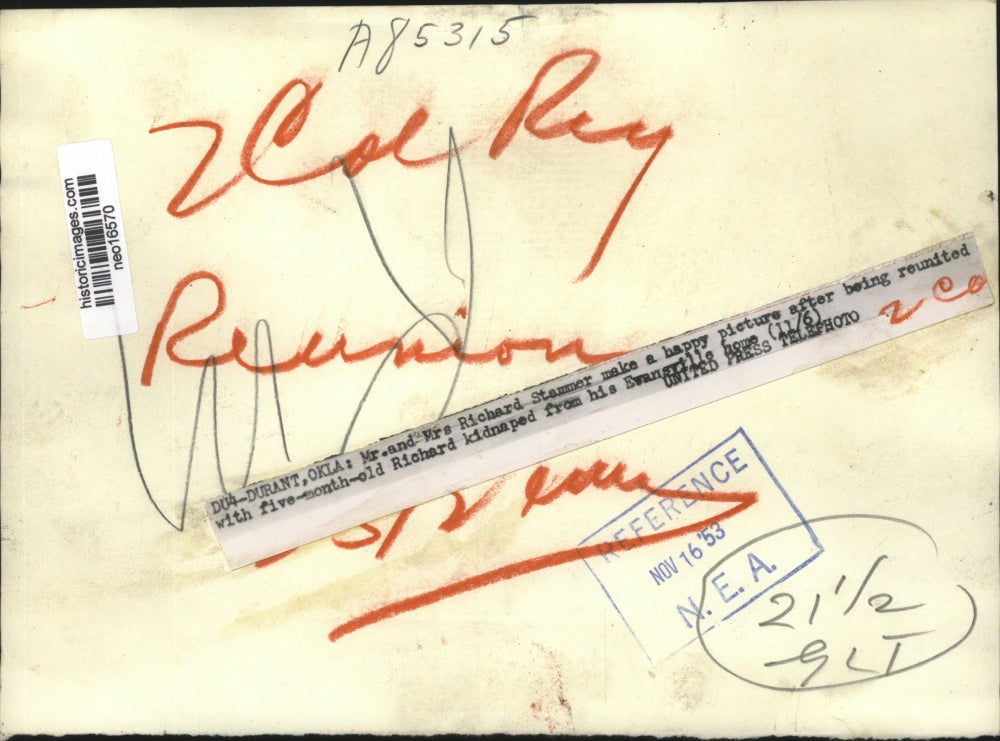 A85315
2 Col Rey
historicimages.com
neo16570
Reunion
DU4-DURANT, OKLA: Mr.and Mrs Richard Stammer make a happy picture after being reunited
with five-month-old Richard kidnaped from his Evansville home (11/6)
UNITED PRESS TELEPHOTO
2 Co
REFERENCE
NOV 16 '53
N. E. A.
21 1/2
GLT